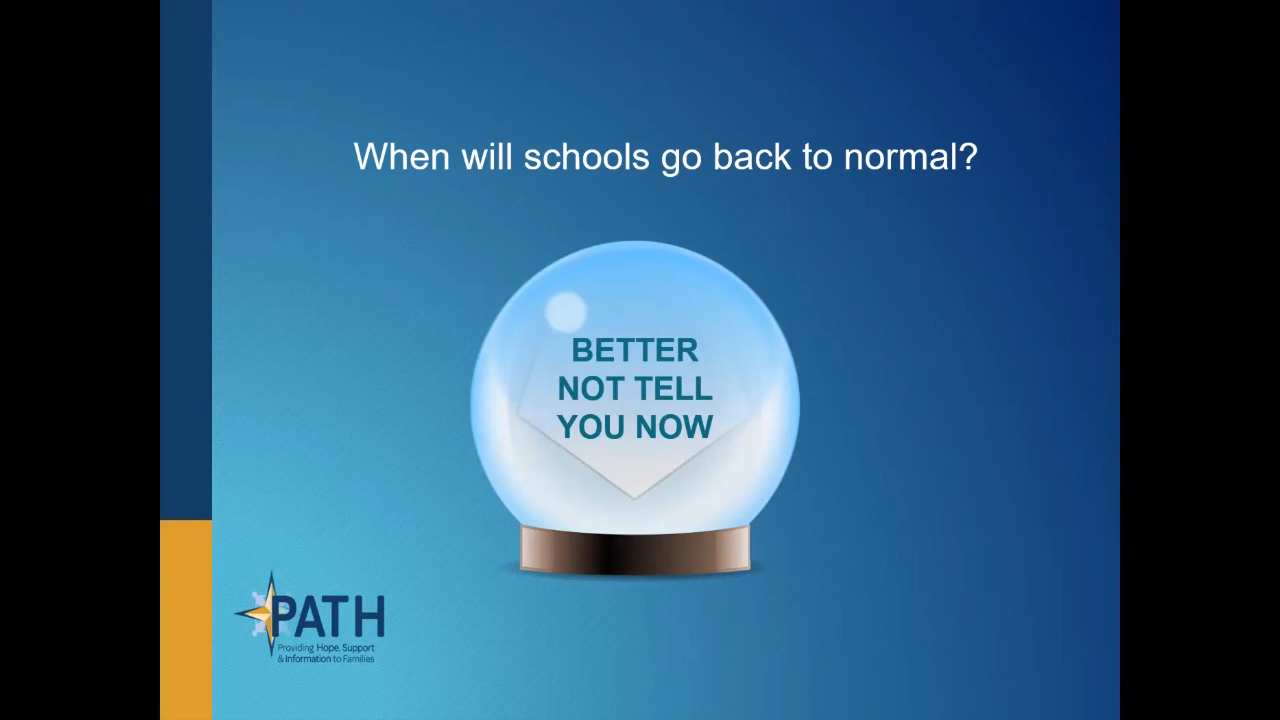 When will schools go back to normal?
BETTER
NOT TELL
YOU NOW
PATH
Providing Hope, Support
& Information to Families